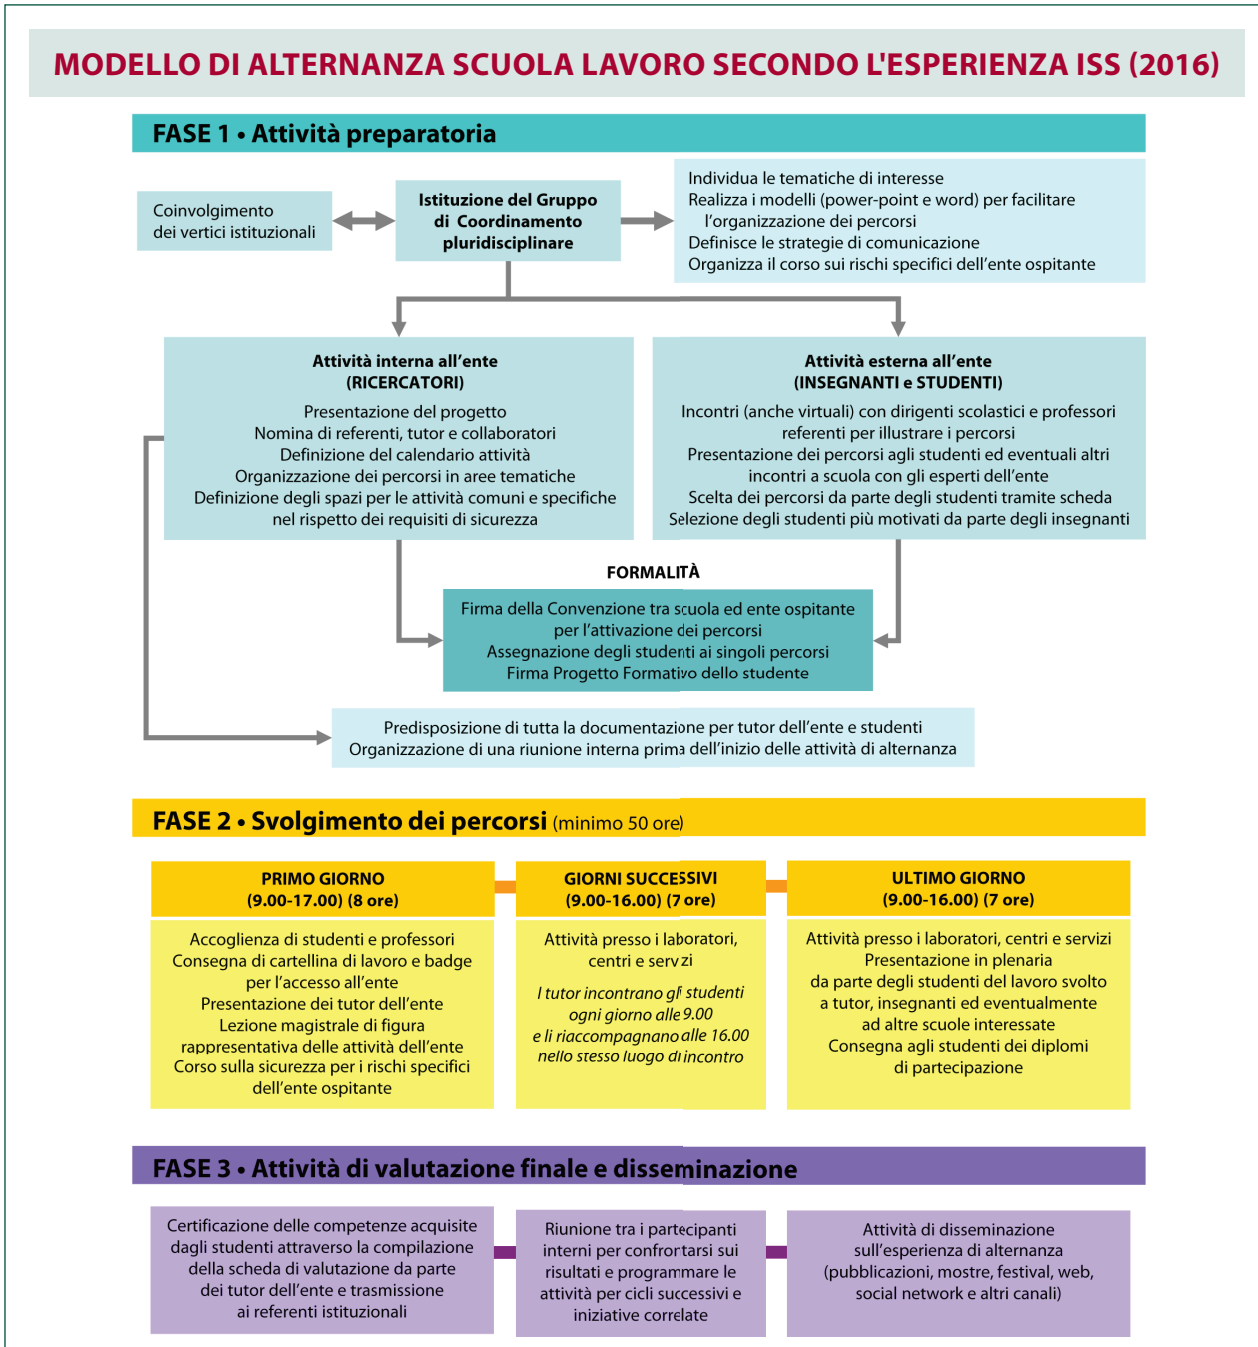 MODELLO DI ALTERNANZA SCUOLA LAVORO SECONDO L'ESPERIENZA ISS (2016)
FASE 1 • Attività preparatoria
Coinvolgimento
dei vertici istituzionali
Istituzione del Gruppo
di Coordinamento
pluridisciplinare
Individua le tematiche di interesse
Realizza i modelli (power-point e word) per facilitare
l’organizzazione dei percorsi
Definisce le strategie di comunicazione
Organizza il corso sui rischi specifici dell’ente ospitante
Attività interna all’ente
(RICERCATORI)
Presentazione del progetto
Nomina di referenti, tutor e collaboratori
Definizione del calendario attività
Organizzazione dei percorsi in aree tematiche
Definizione degli spazi per le attività comuni e specifiche
nel rispetto dei requisiti di sicurezza
Attività esterna all’ente
(INSEGNANTI e STUDENTI)
Incontri (anche virtuali) con dirigenti scolastici e professori
referenti per illustrare i percorsi
Presentazione dei percorsi agli studenti ed eventuali altri
incontri a scuola con gli esperti dell’ente
Scelta dei percorsi da parte degli studenti tramite scheda
Selezione degli studenti più motivati da parte degli insegnanti
FORMALITÀ
Firma della Convenzione tra scuola ed ente ospitante
per l’attivazione dei percorsi
Assegnazione degli studenti ai singoli percorsi
Firma Progetto Formativo dello studente
Predisposizione di tutta la documentazione per tutor dell’ente e studenti
Organizzazione di una riunione interna prima dell’inizio delle attività di alternanza
FASE 2 • Svolgimento dei percorsi (minimo 50 ore)
PRIMO GIORNO
(9.00-17.00) (8 ore)
Accoglienza di studenti e professori
Consegna di cartellina di lavoro e badge
per l’accesso all’ente
Presentazione dei tutor dell’ente
Lezione magistrale di figura
rappresentativa delle attività dell’ente
Corso sulla sicurezza per i rischi specifici
dell’ente ospitante
GIORNI SUCCESSIVI
(9.00-16.00) (7 ore)
Attività presso i laboratori,
centri e servizi
I tutor incontrano gli studenti
ogni giorno alle 9.00
e li riaccompagnano alle 16.00
nello stesso luogo di incontro
ULTIMO GIORNO
(9.00-16.00) (7 ore)
Attività presso i laboratori, centri e servizi
Presentazione in plenaria
da parte degli studenti del lavoro svolto
a tutor, insegnanti ed eventualmente
ad altre scuole interessate
Consegna agli studenti dei diplomi
di partecipazione
FASE 3 • Attività di valutazione finale e disseminazione
Certificazione delle competenze acquisite
dagli studenti attraverso la compilazione
della scheda di valutazione da parte
dei tutor dell’ente e trasmissione
ai referenti istituzionali
Riunione tra i partecipanti
interni per confrontarsi sui
risultati e programmare le
attività per cicli successivi e
iniziative correlate
Attività di disseminazione
sull’esperienza di alternanza
(pubblicazioni, mostre, festival, web,
social network e altri canali)